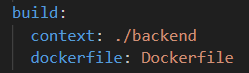 build:
  context: ./backend
  dockerfile: Dockerfile